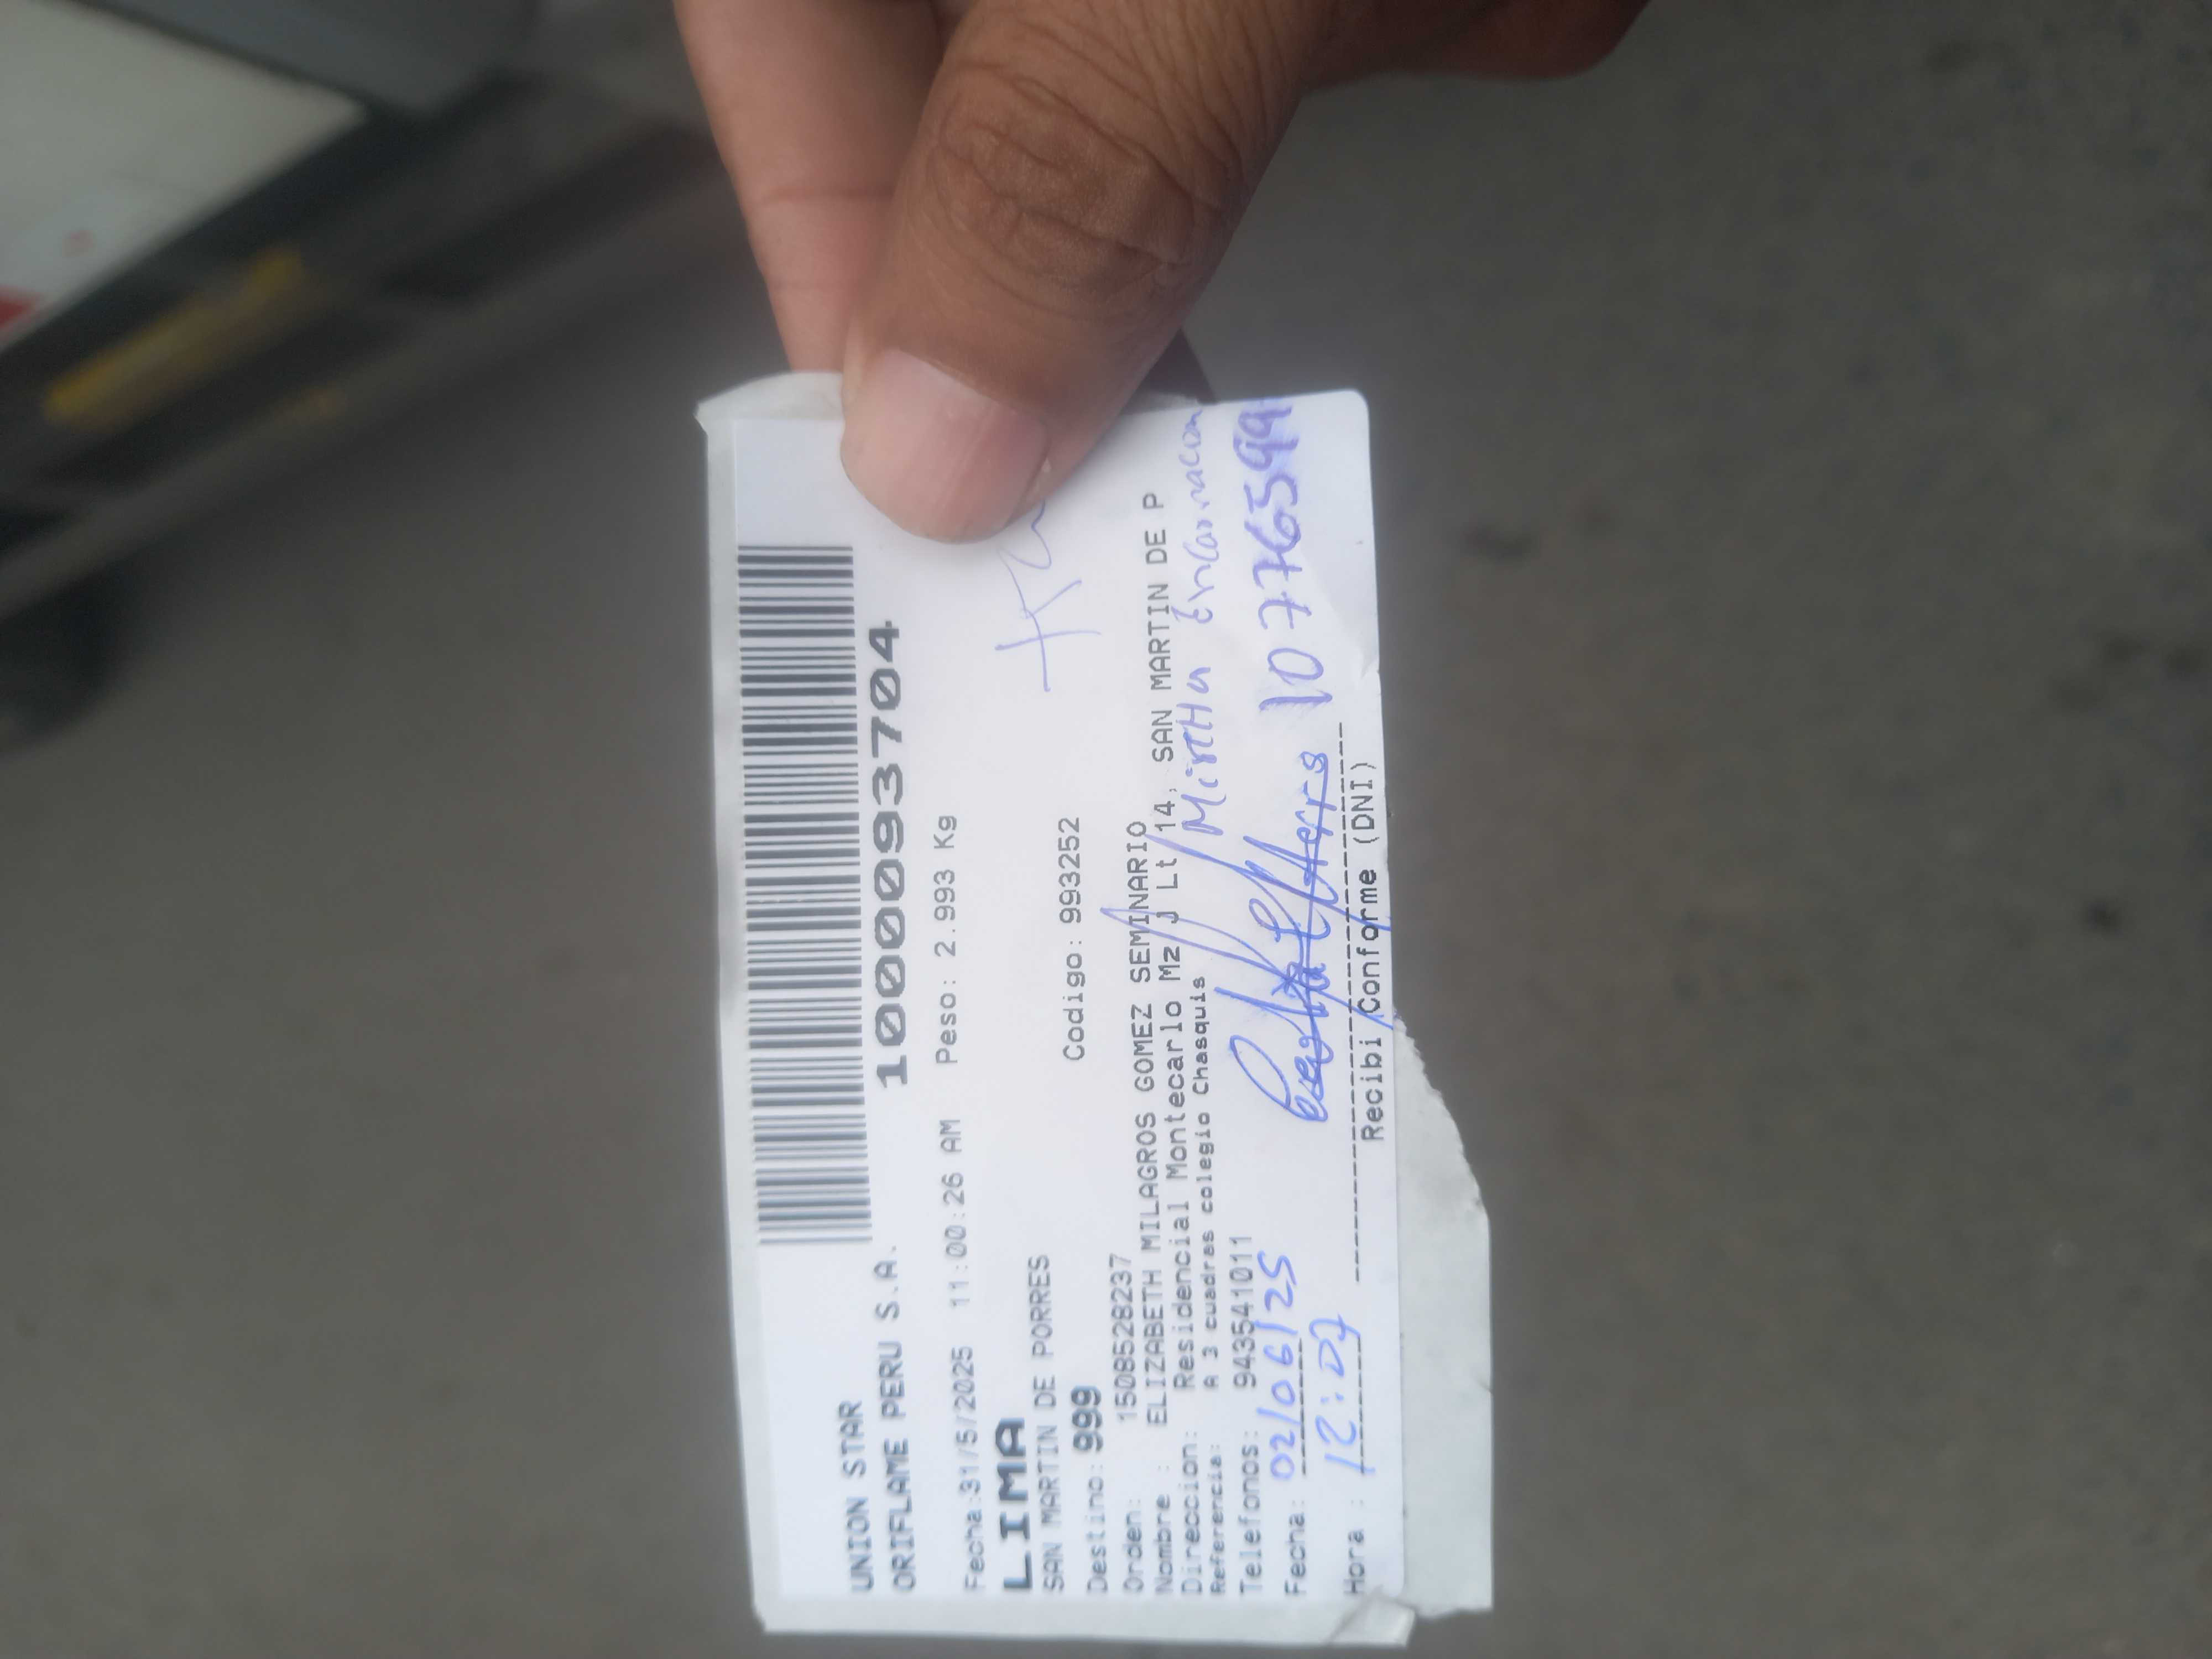 UNION STAR
ORIFLAME PERU S.A. 1000093704
Fecha:31/5/2025 11:00:26 AM Peso: 2.993 Kg
LIMA
SAN MARTIN DE PORRES
Destino: 999 Codigo: 993252
Orden: 1508528237
Nombre : ELIZABETH MILAGROS GOMEZ SEMINARIO
Direccion: Residencial Montecarlo Mz J Lt 14, SAN MARTIN DE P
Referencia: A 3 cuadras colegio Chasquis
Mirtha Encarnacion
Telefonos: 943541011
Fecha: 02/06/25 10776599
Hora : 12:07
Recibi Conforme (DNI)